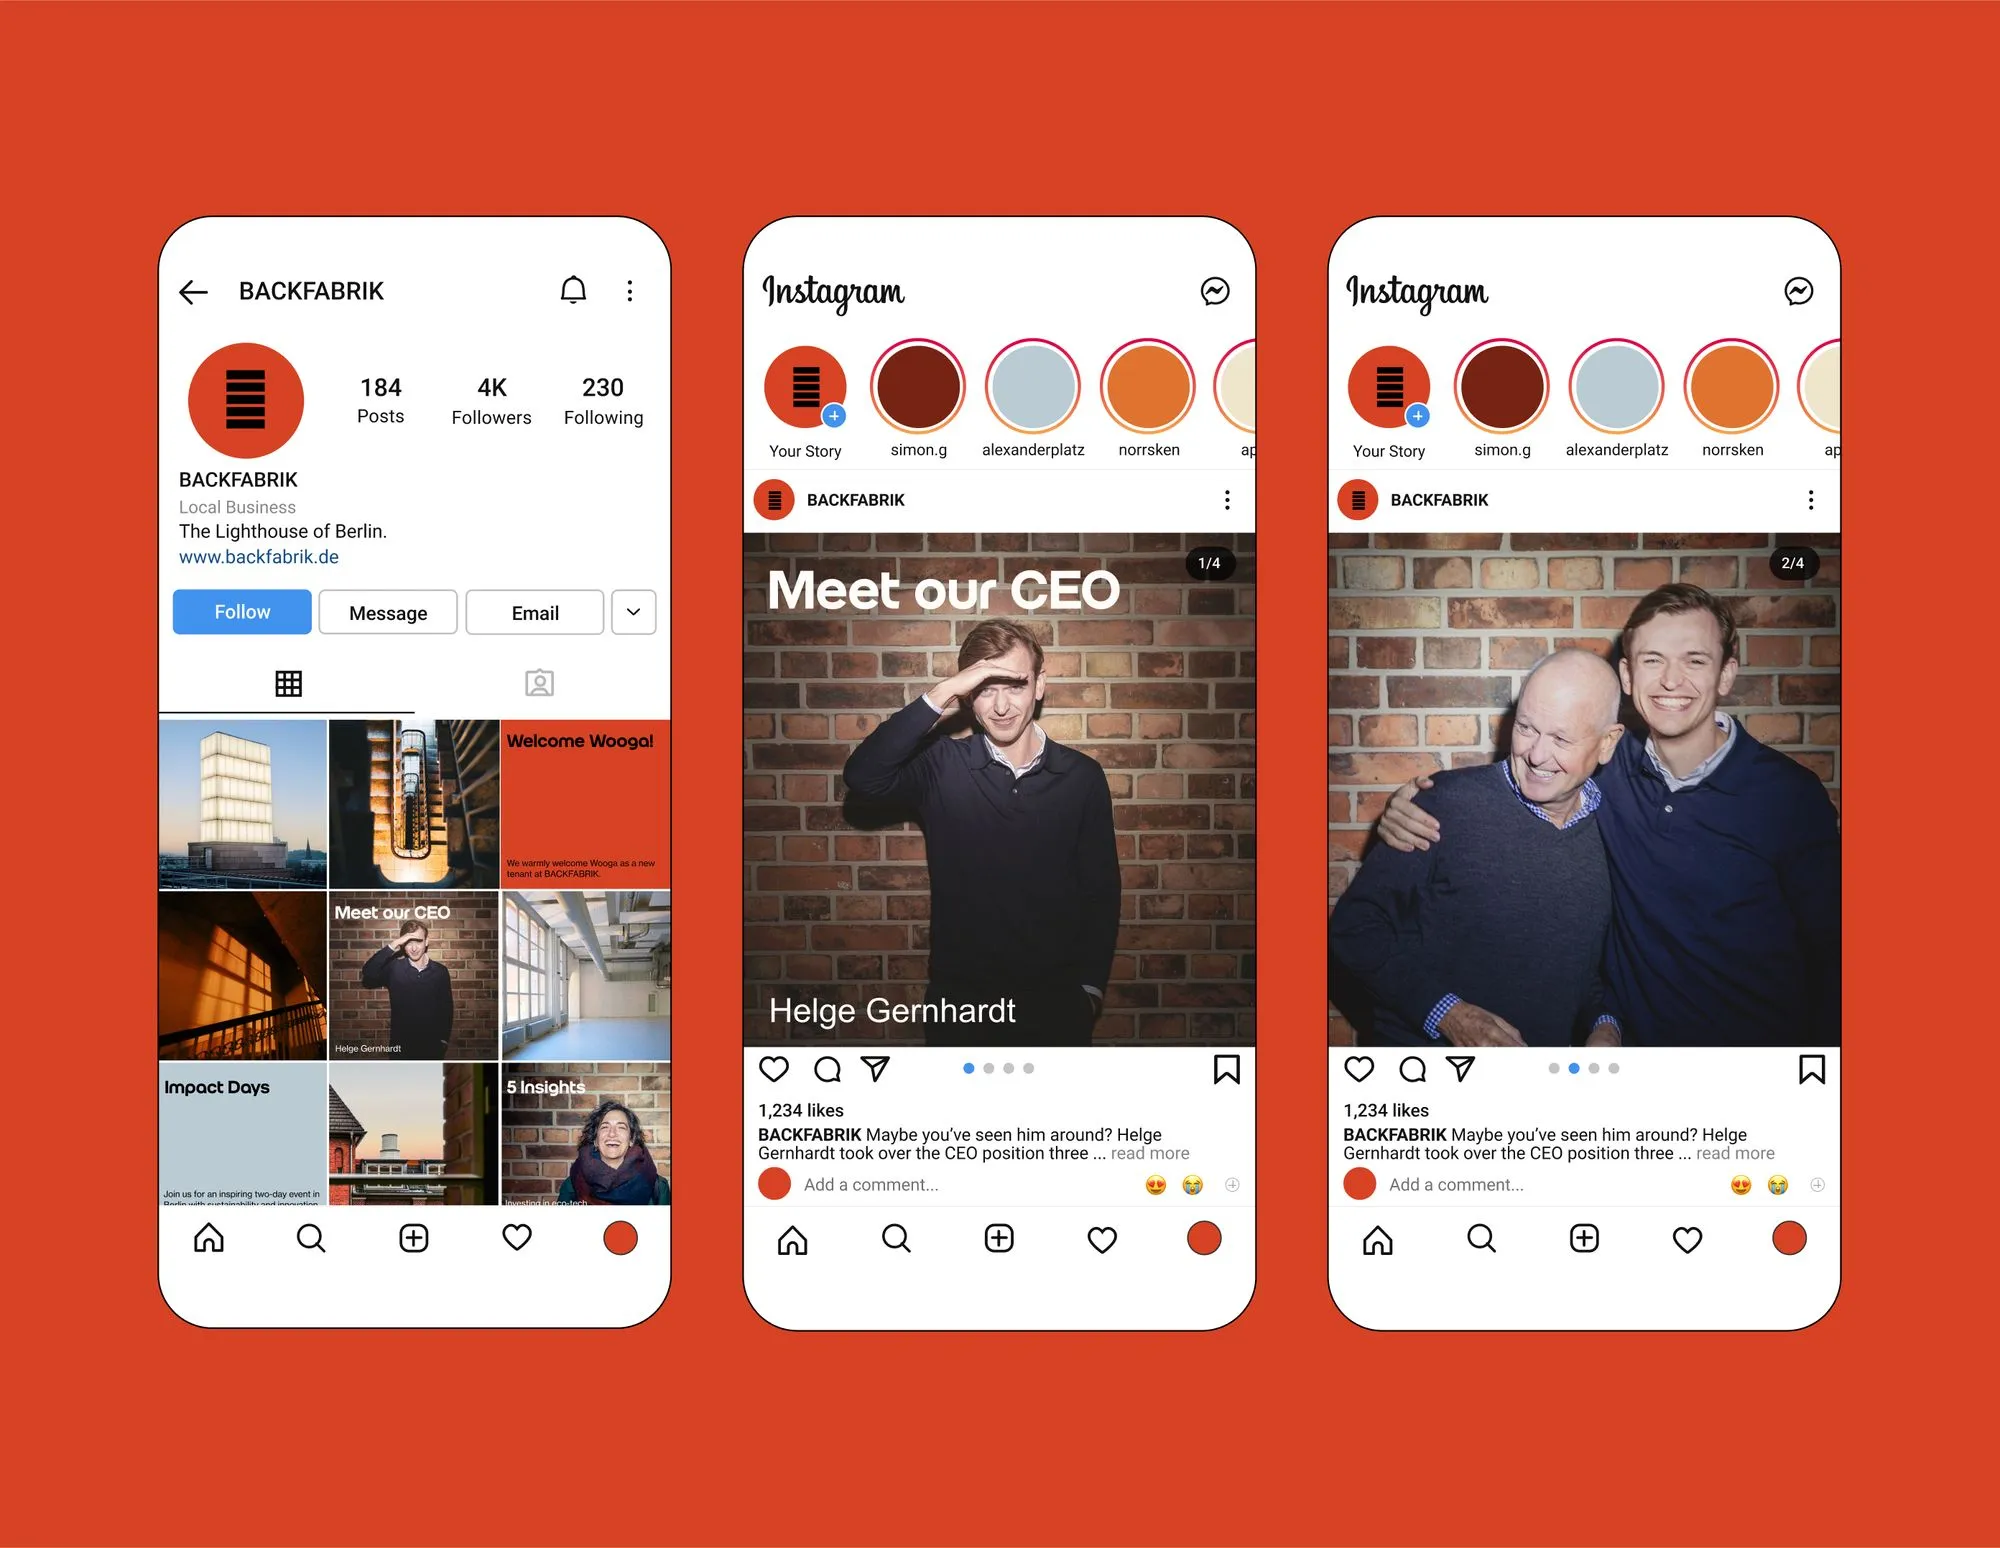 BACKFABRIK
184
Posts
4K
Followers
230
Following
BACKFABRIK
Local Business
The Lighthouse of Berlin.
www.backfabrik.de
Follow
Message
Email
Welcome Wooga!
We warmly welcome Wooga as a new
tenant at BACKFABRIK.
Meet our CEO
Helge Gernhardt
Impact Days
Join us for an inspiring two-day event in
Berlin with sustainability and innovation
5 Insights
Investing in eco-tech
Instagram
Your Story
simon.g
alexanderplatz
norrsken
ap
BACKFABRIK
1/4
Meet our CEO
Helge Gernhardt
1,234 likes
BACKFABRIK Maybe you've seen him around? Helge
Gernhardt took over the CEO position three ... read more
Add a comment...
Instagram
Your Story
simon.g
alexanderplatz
norrsken
ap
BACKFABRIK
2/4
1,234 likes
BACKFABRIK Maybe you've seen him around? Helge
Gernhardt took over the CEO position three ... read more
Add a comment...